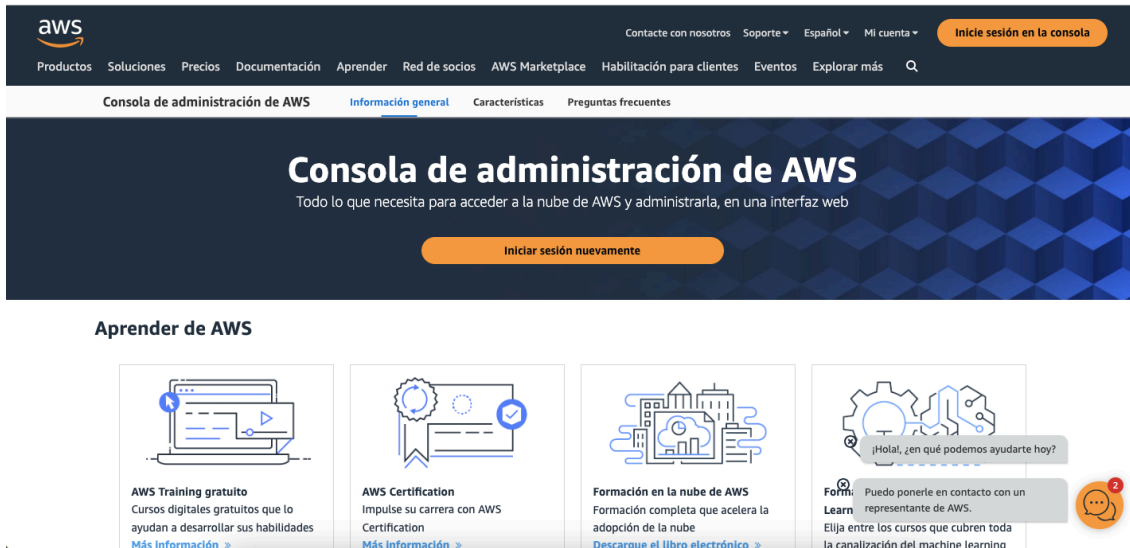 aws
Contacte con nosotros Soporte Español Mi cuenta Inicie sesión en la consola
Productos Soluciones Precios Documentación Aprender Red de socios AWS Marketplace Habilitación para clientes Eventos Explorar más
Consola de administración de AWS Información general Características Preguntas frecuentes
Consola de administración de AWS
Todo lo que necesita para acceder a la nube de AWS y administrarla, en una interfaz web
Iniciar sesión nuevamente
Aprender de AWS
AWS Training gratuito
Cursos digitales gratuitos que lo
ayudan a desarrollar sus habilidades
Más información »
AWS Certification
Impulse su carrera con AWS
Certification
Más información »
Formación en la nube de AWS
Formación completa que acelera la
adopción de la nube
Descargue el libro electrónico »
Learn
Elija entre los cursos que cubren toda
la canalización del machine learning
¡Hola!, ¿en qué podemos ayudarte hoy?
Puedo ponerle en contacto con un
representante de AWS.
2